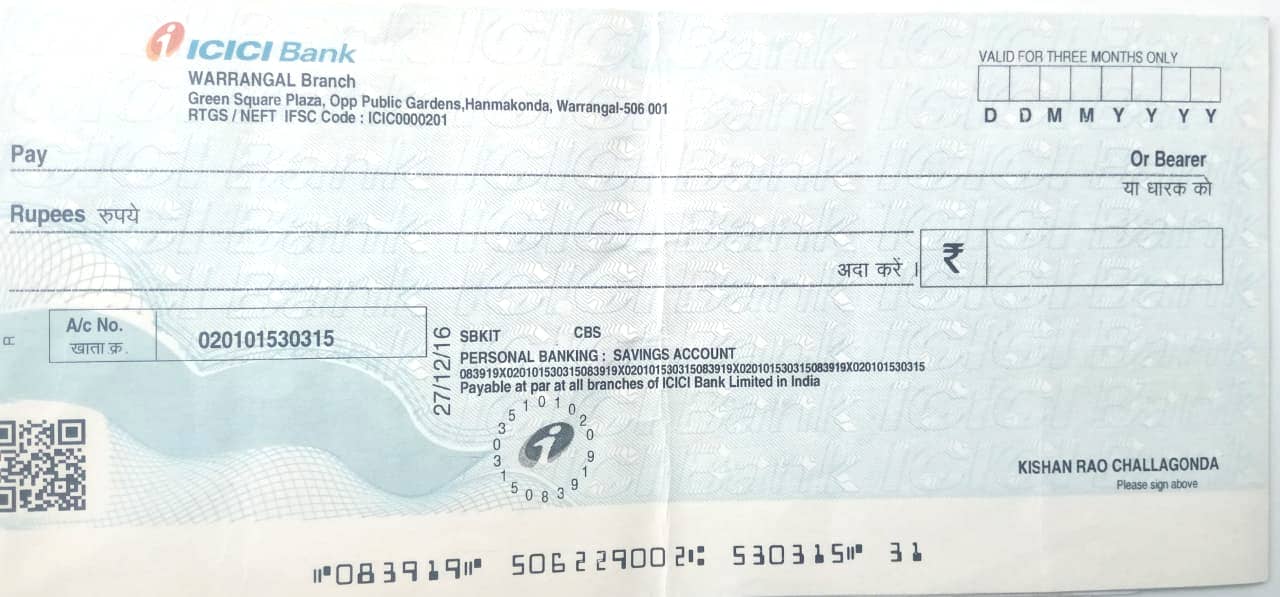 ICICI Bank
WARRANGAL Branch
Green Square Plaza, Opp Public Gardens,Hanmakonda, Warrangal-506 001
RTGS / NEFT IFSC Code : ICIC0000201
VALID FOR THREE MONTHS ONLY
D D M M Y Y Y Y
Pay
Or Bearer
या धारक को
Rupees रुपये
अदा करें ।
₹
A/c No.
खाता क्र.
020101530315
27/12/16
SBKIT CBS
PERSONAL BANKING : SAVINGS ACCOUNT
083919X020101530315083919X020101530315083919X020101530315083919X020101530315
Payable at par at all branches of ICICI Bank Limited in India
KISHAN RAO CHALLAGONDA
Please sign above
⑈083919⑈ 506229002⑆ 530315⑈ 31